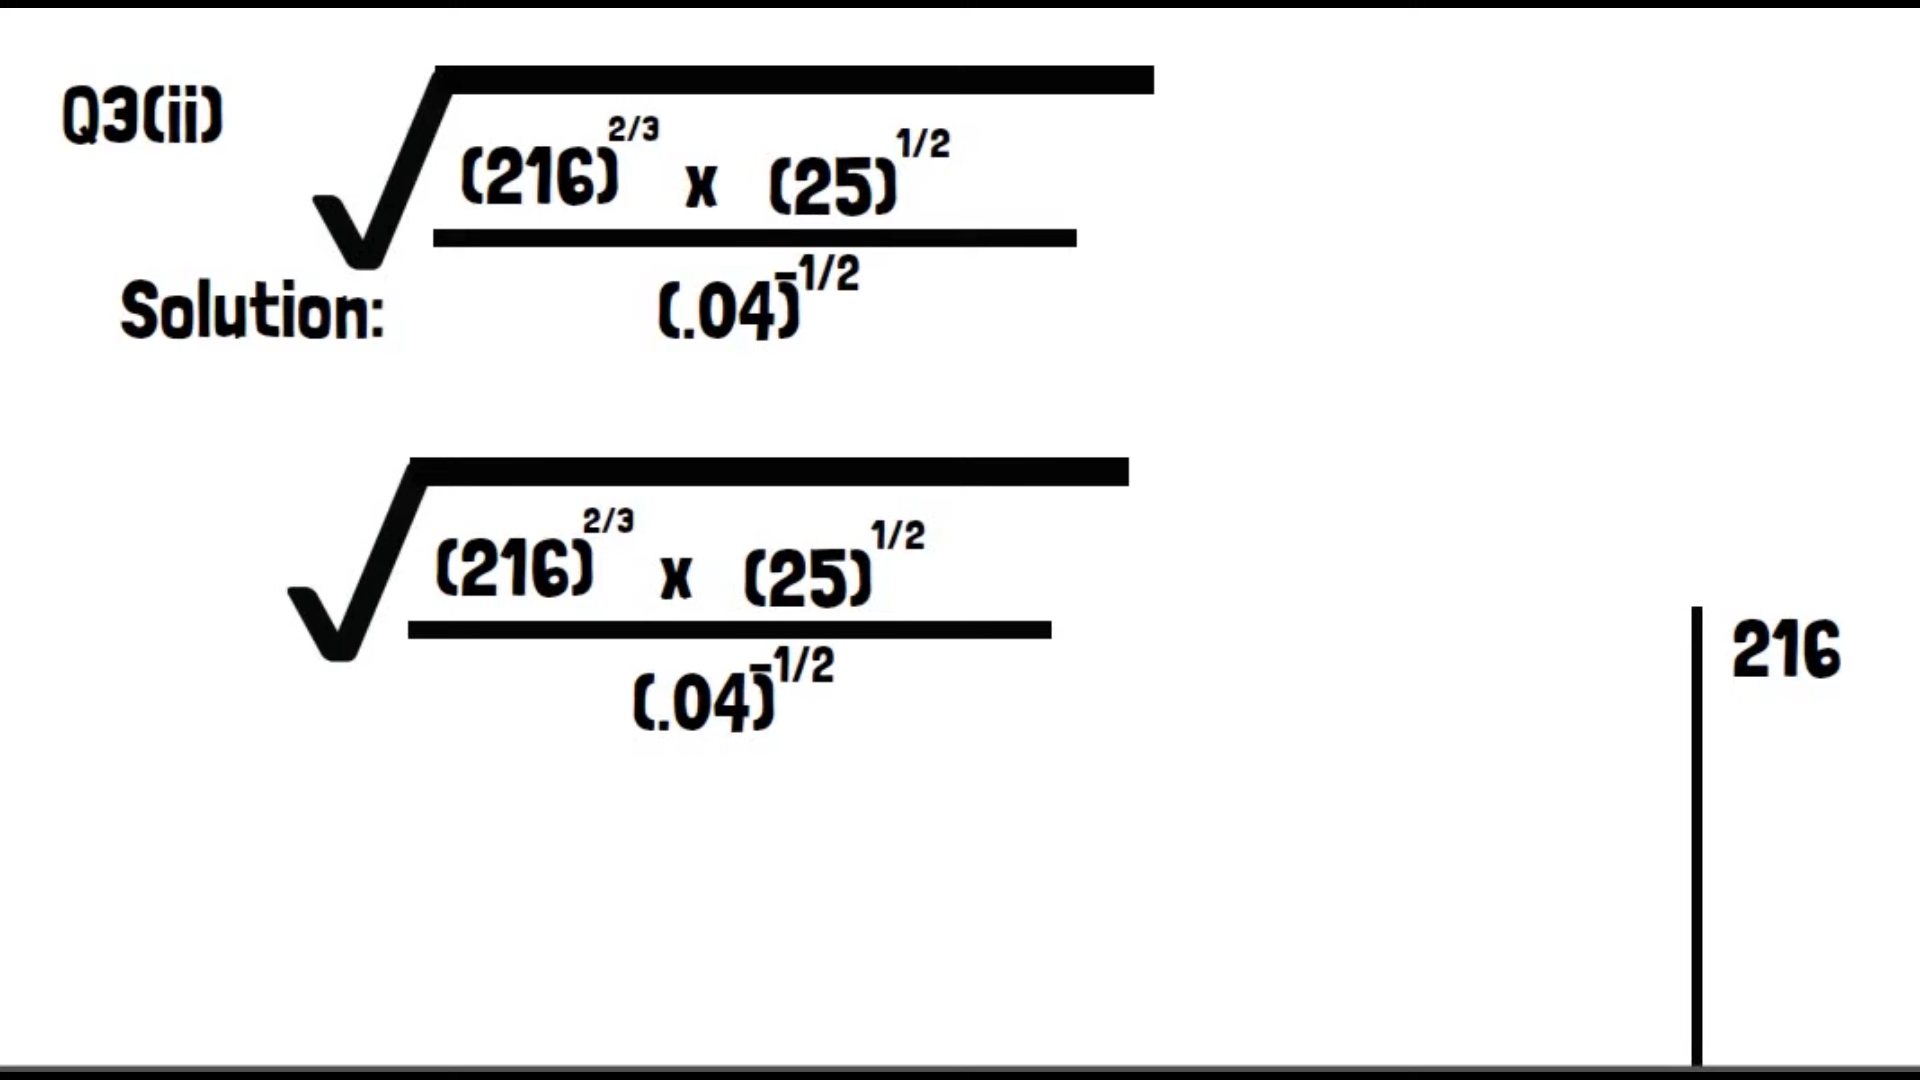 Q3(ii)
√
(216)^2/3 x (25)^1/2
(.04)^-1/2
Solution:
√
(216)^2/3 x (25)^1/2
(.04)^-1/2
216